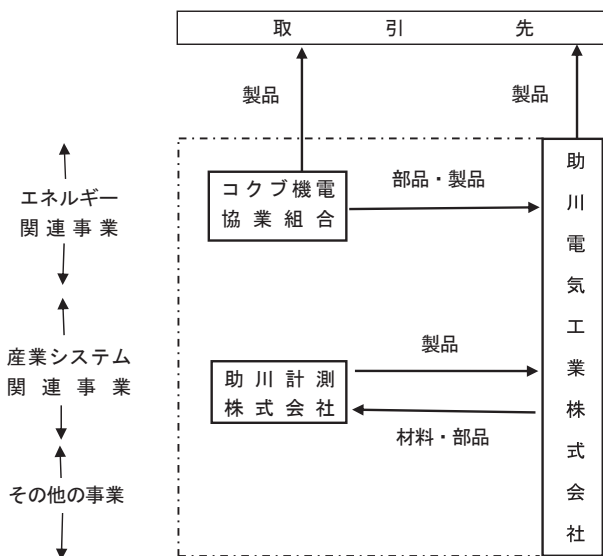 取引先
製品
製品
コクブ機電
協業組合
部品・製品
エネルギー
関連事業
助川電気工業株式会社
産業システム
関連事業
製品
助川計測
株式会社
材料・部品
その他の事業